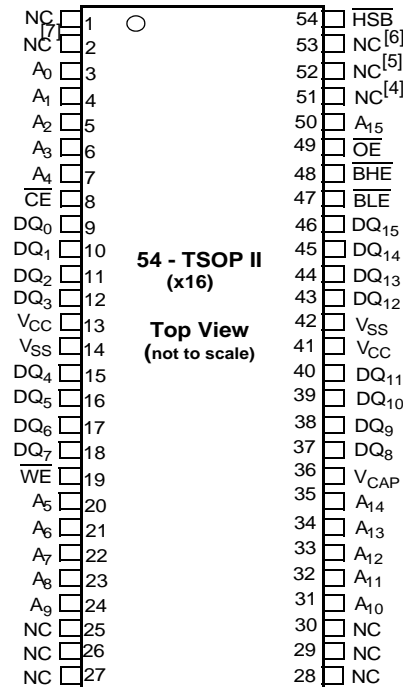 NC 1 54 H̅S̅B̅
[7] NC 2 53 NC[6]
A0 3 52 NC[5]
A1 4 51 NC[4]
A2 5 50 A15
A3 6 49 O̅E̅
A4 7 48 B̅H̅E̅
C̅E̅ 8 47 B̅L̅E̅
DQ0 9 46 DQ15
DQ1 10 45 DQ14
DQ2 11 44 DQ13
DQ3 12 43 DQ12
VCC 13 42 VSS
VSS 14 41 VCC
DQ4 15 40 DQ11
DQ5 16 39 DQ10
DQ6 17 38 DQ9
DQ7 18 37 DQ8
W̅E̅ 19 36 VCAP
A5 20 35 A14
A6 21 34 A13
A7 22 33 A12
A8 23 32 A11
A9 24 31 A10
NC 25 30 NC
NC 26 29 NC
NC 27 28 NC
54 - TSOP II
(x16)
Top View
(not to scale)